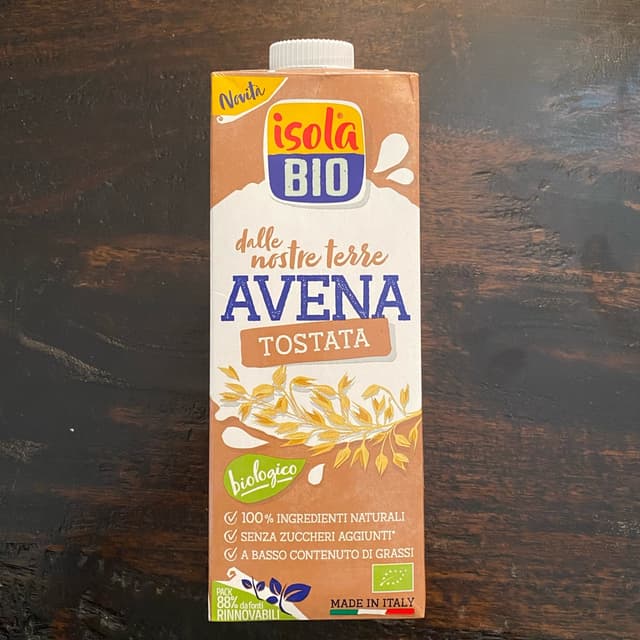 Novità
isola
BIO
dalle
nostre terre
AVENA
TOSTATA
biologico
100% INGREDIENTI NATURALI
SENZA ZUCCHERI AGGIUNTI*
A BASSO CONTENUTO DI GRASSI
PACK
88% da fonti
RINNOVABILI
MADE IN ITALY